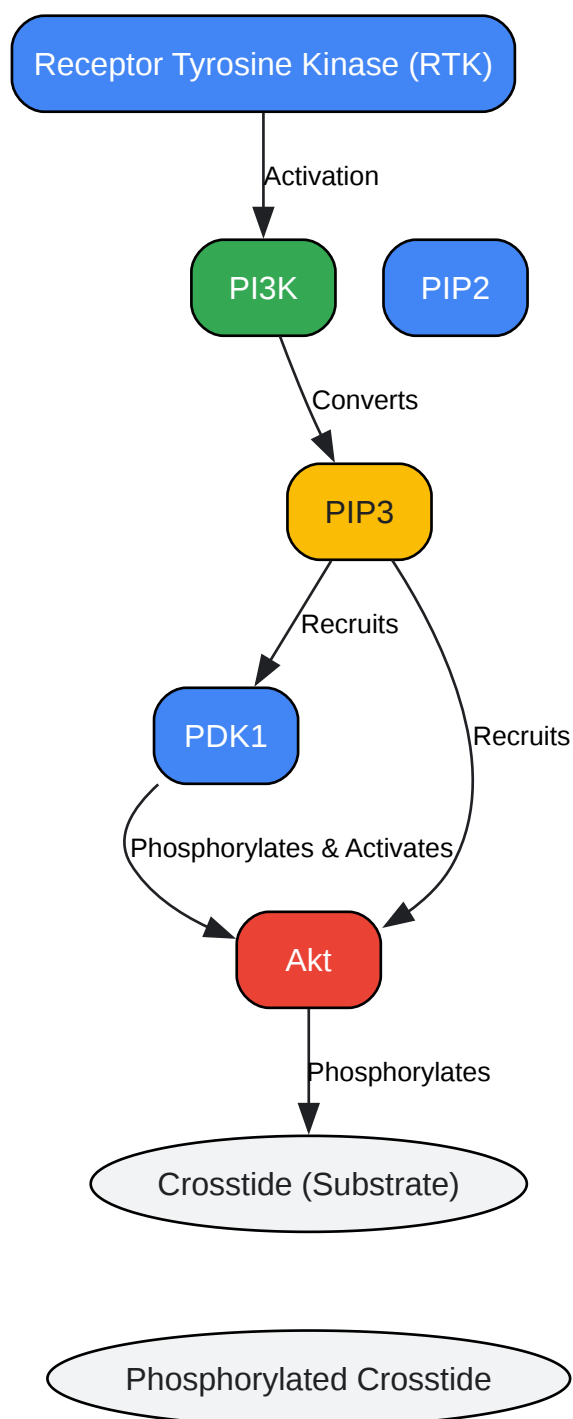 Receptor Tyrosine Kinase (RTK)
Activation
PI3K
PIP2
Converts
PIP3
Recruits
PDK1
Recruits
Phosphorylates & Activates
Akt
Phosphorylates
Crosstide (Substrate)
Phosphorylated Crosstide